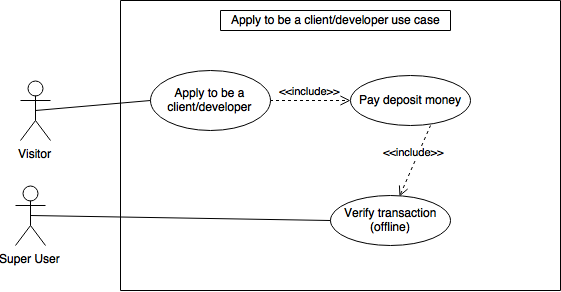 Apply to be a client/developer use case
Apply to be a
client/developer
<<include>>
Pay deposit money
Visitor
<<include>>
Verify transaction
(offline)
Super User